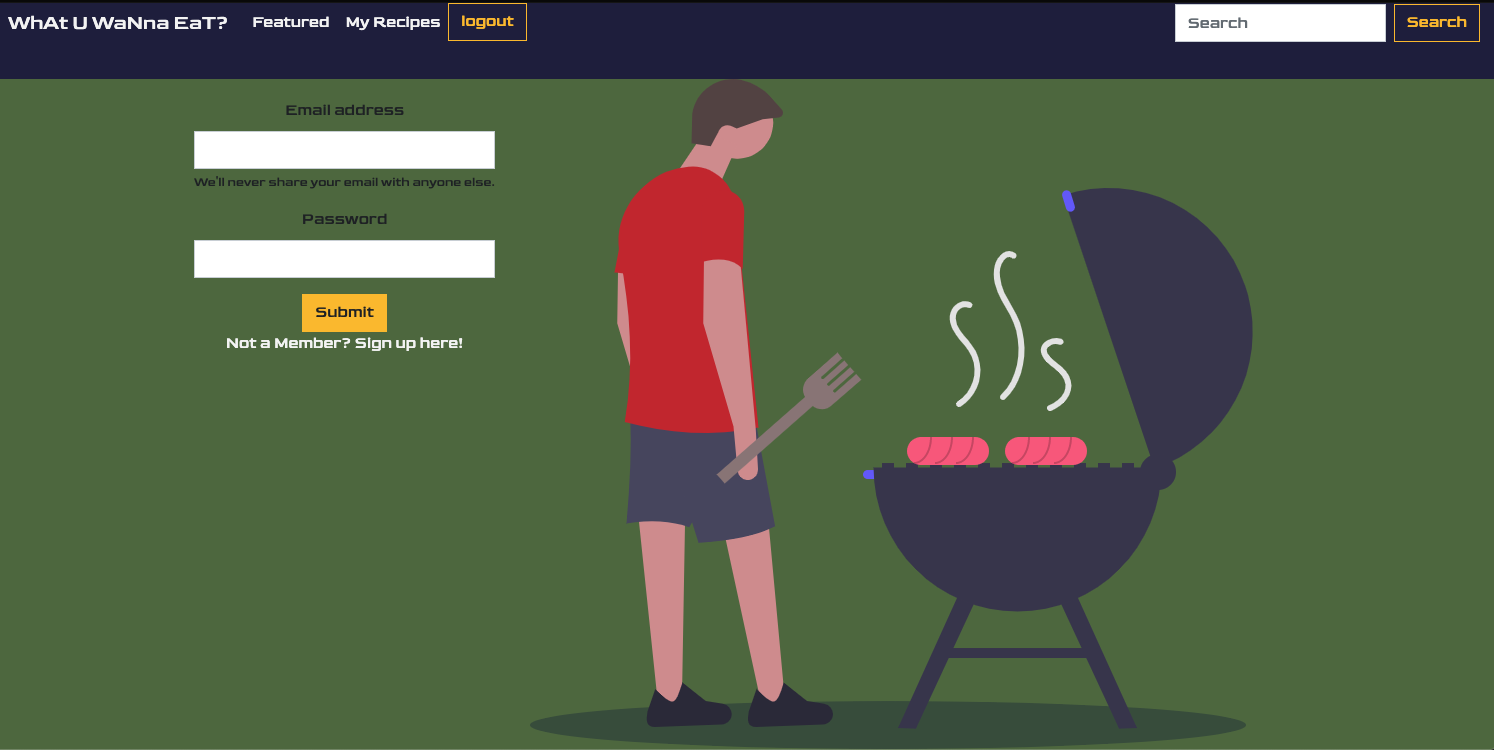 WhAt U WaNna EaT? Featured My Recipes logout Search Search
Email address
We'll never share your email with anyone else.
Password
Submit
Not a Member? Sign up here!